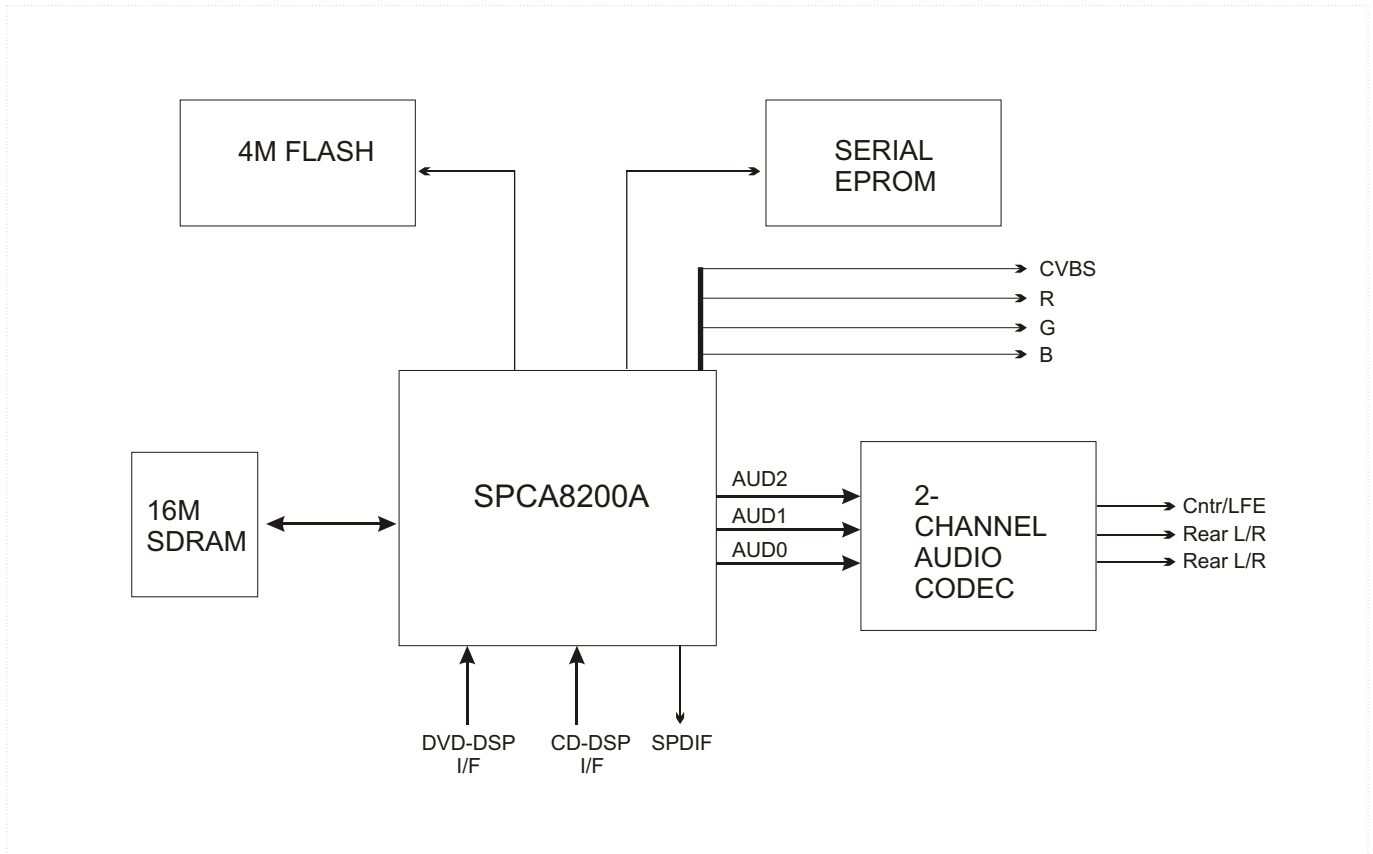 4M FLASH
SERIAL
EPROM
CVBS
R
G
B
SPCA8200A
16M
SDRAM
AUD2
AUD1
AUD0
2-
CHANNEL
AUDIO
CODEC
Cntr/LFE
Rear L/R
Rear L/R
DVD-DSP
I/F
CD-DSP
I/F
SPDIF